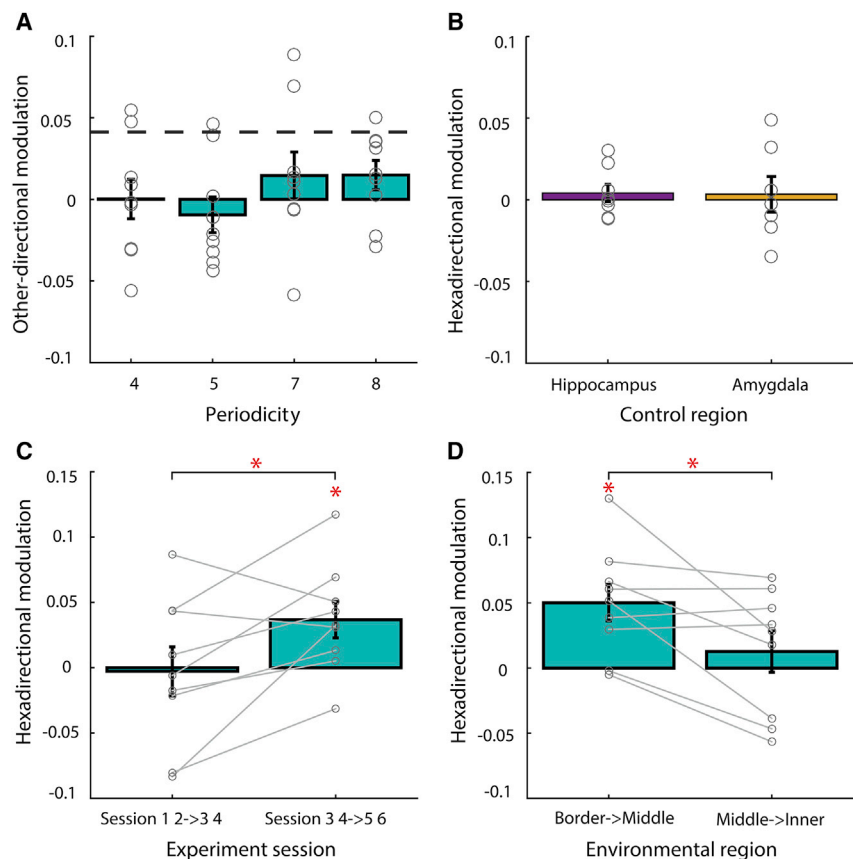 A
Other-directional modulation
0.1
0.05
0
-0.05
-0.1
4 5 7 8
Periodicity
B
Hexadirectional modulation
0.1
0.05
0
-0.05
-0.1
Hippocampus Amygdala
Control region
C
Hexadirectional modulation
0.15
0.1
0.05
0
-0.05
-0.1
*
*
Session 1 2->3 4 Session 3 4->5 6
Experiment session
D
Hexadirectional modulation
0.15
0.1
0.05
0
-0.05
-0.1
*
*
Border->Middle Middle->Inner
Environmental region